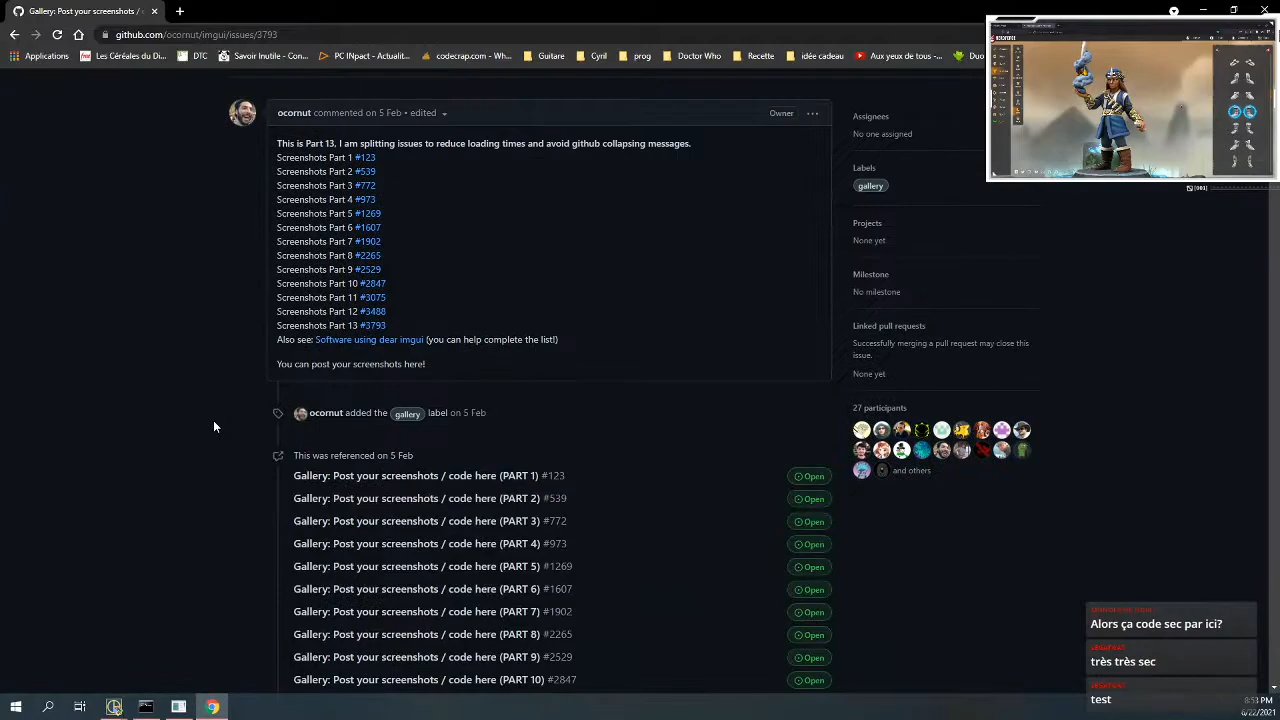 Gallery: Post your screenshots / c
github.com/ocornut/imgui/issues/3793
Applications
Les Céréales du Di...
DTC
Savoir Inutile
PC INpact - Actualit...
codecrap.com - Wh...
Guitare
Cyril
prog
Doctor Who
Recettes
idée cadeau
Aux yeux de tous -...
Duo
ocornut commented on 5 Feb • edited
Owner
This is Part 13, I am splitting issues to reduce loading times and avoid github collapsing messages.
Screenshots Part 1 #123
Screenshots Part 2 #539
Screenshots Part 3 #772
Screenshots Part 4 #973
Screenshots Part 5 #1269
Screenshots Part 6 #1607
Screenshots Part 7 #1902
Screenshots Part 8 #2265
Screenshots Part 9 #2529
Screenshots Part 10 #2847
Screenshots Part 11 #3075
Screenshots Part 12 #3488
Screenshots Part 13 #3793
Also see: Software using dear imgui (you can help complete the list!)
You can post your screenshots here!
ocornut added the gallery label on 5 Feb
This was referenced on 5 Feb
Gallery: Post your screenshots / code here (PART 1) #123
Open
Gallery: Post your screenshots / code here (PART 2) #539
Open
Gallery: Post your screenshots / code here (PART 3) #772
Open
Gallery: Post your screenshots / code here (PART 4) #973
Open
Gallery: Post your screenshots / code here (PART 5) #1269
Open
Gallery: Post your screenshots / code here (PART 6) #1607
Open
Gallery: Post your screenshots / code here (PART 7) #1902
Open
Gallery: Post your screenshots / code here (PART 8) #2265
Open
Gallery: Post your screenshots / code here (PART 9) #2529
Open
Gallery: Post your screenshots / code here (PART 10) #2847
Open
Assignees
No one assigned
Labels
gallery
Projects
None yet
Milestone
No milestone
Linked pull requests
Successfully merging a pull request may close this
issue.
None yet
27 participants
and others
[001]
Alors ça code sec par ici?
très très sec
test
8:53 PM
6/22/2021